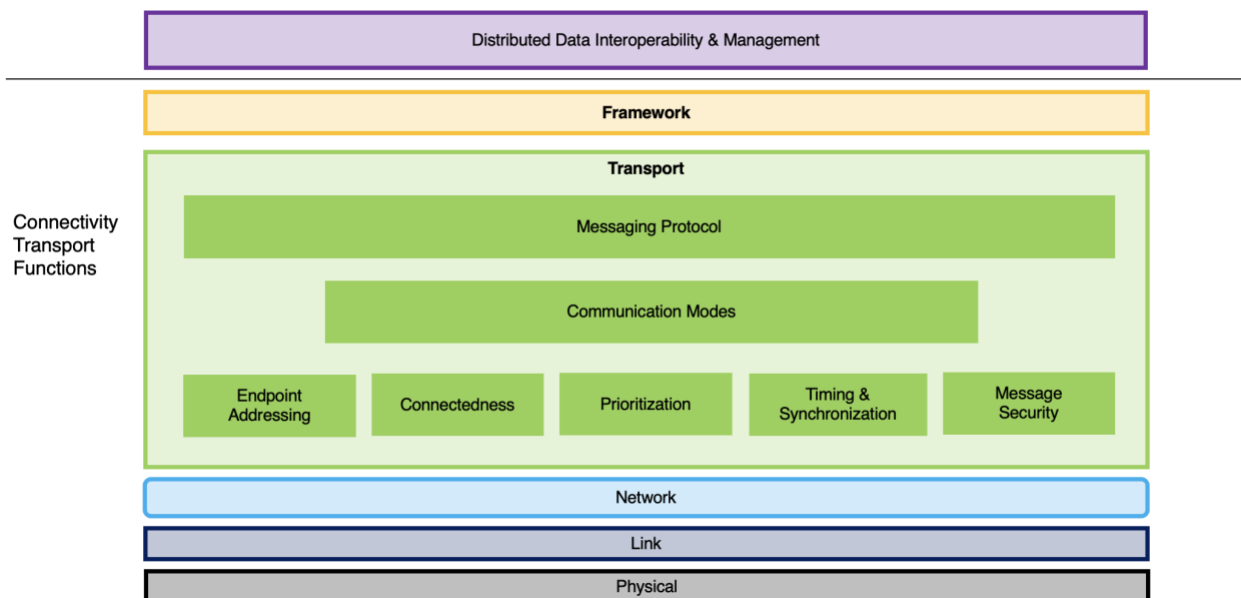 Distributed Data Interoperability & Management
Framework
Transport
Connectivity
Transport
Functions
Messaging Protocol
Communication Modes
Endpoint
Addressing
Connectedness
Prioritization
Timing &
Synchronization
Message
Security
Network
Link
Physical